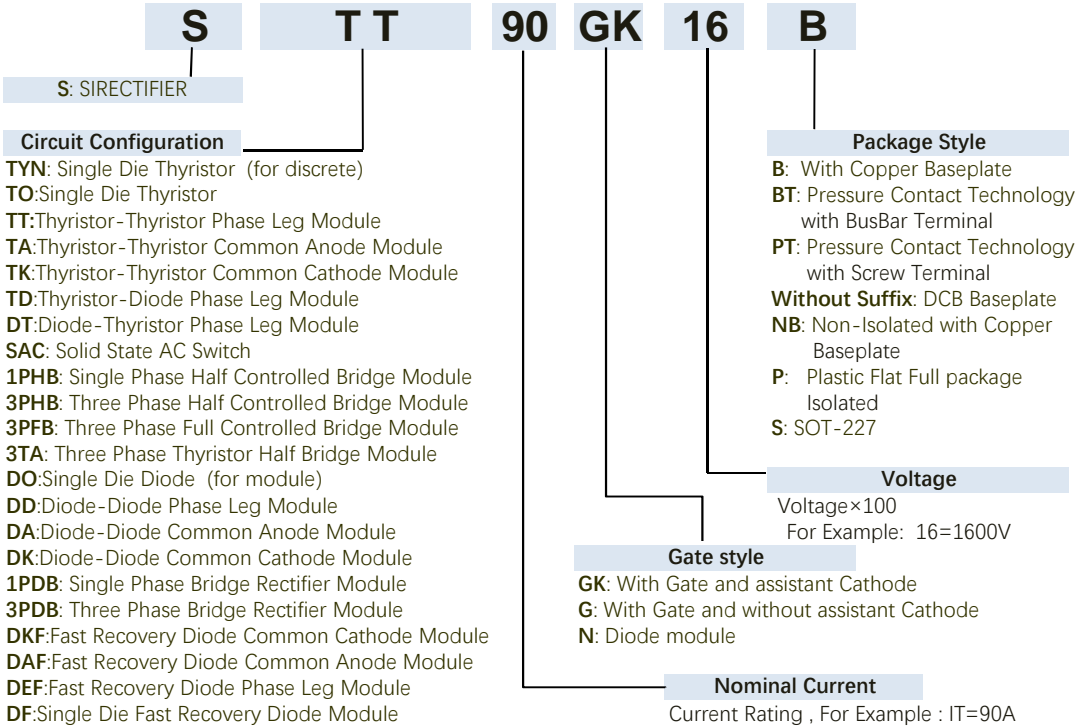 S TT 90 GK 16 B
S: SIRECTIFIER
Circuit Configuration
TYN: Single Die Thyristor (for discrete)
TO:Single Die Thyristor
TT:Thyristor-Thyristor Phase Leg Module
TA:Thyristor-Thyristor Common Anode Module
TK:Thyristor-Thyristor Common Cathode Module
TD:Thyristor-Diode Phase Leg Module
DT:Diode-Thyristor Phase Leg Module
SAC: Solid State AC Switch
1PHB: Single Phase Half Controlled Bridge Module
3PHB: Three Phase Half Controlled Bridge Module
3PFB: Three Phase Full Controlled Bridge Module
3TA: Three Phase Thyristor Half Bridge Module
DO:Single Die Diode (for module)
DD:Diode-Diode Phase Leg Module
DA:Diode-Diode Common Anode Module
DK:Diode-Diode Common Cathode Module
1PDB: Single Phase Bridge Rectifier Module
3PDB: Three Phase Bridge Rectifier Module
DKF:Fast Recovery Diode Common Cathode Module
DAF:Fast Recovery Diode Common Anode Module
DEF:Fast Recovery Diode Phase Leg Module
DF:Single Die Fast Recovery Diode Module
Package Style
B: With Copper Baseplate
BT: Pressure Contact Technology
with BusBar Terminal
PT: Pressure Contact Technology
with Screw Terminal
Without Suffix: DCB Baseplate
NB: Non-Isolated with Copper
Baseplate
P: Plastic Flat Full package
Isolated
S: SOT-227
Voltage
Voltage×100
For Example: 16=1600V
Gate style
GK: With Gate and assistant Cathode
G: With Gate and without assistant Cathode
N: Diode module
Nominal Current
Current Rating , For Example : IT=90A